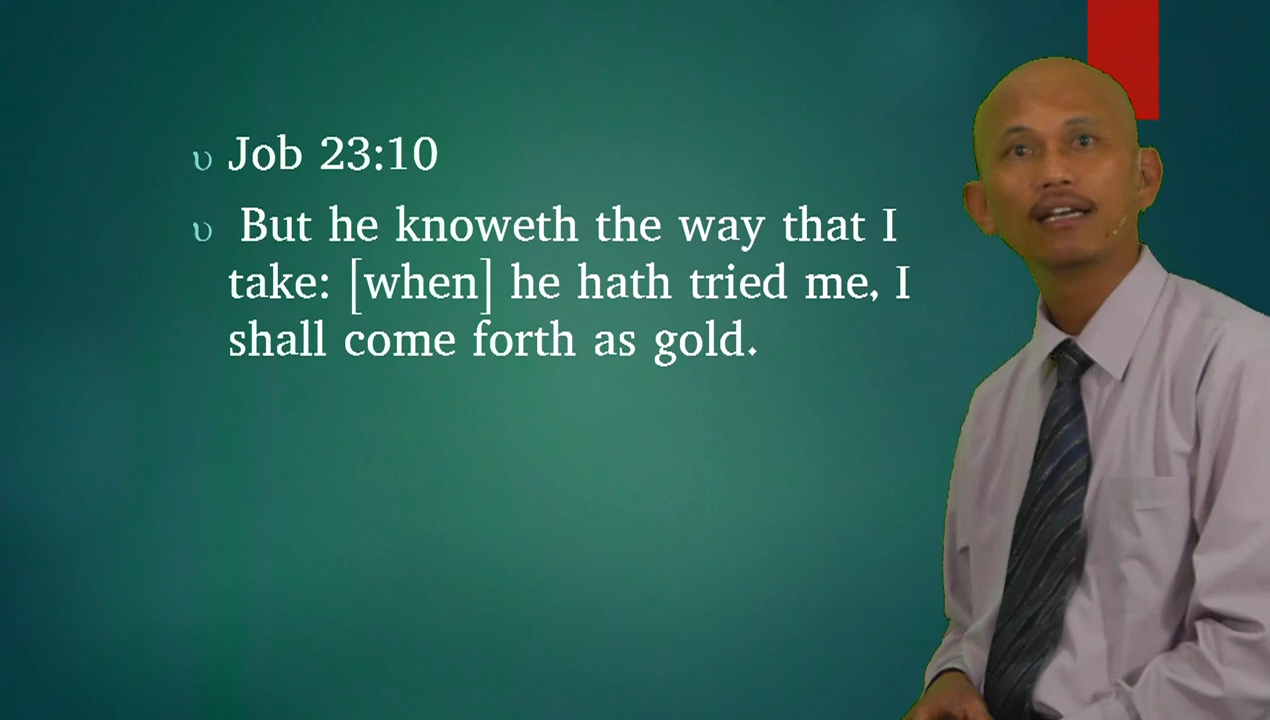 υ Job 23:10
υ But he knoweth the way that I
take: [when] he hath tried me, I
shall come forth as gold.